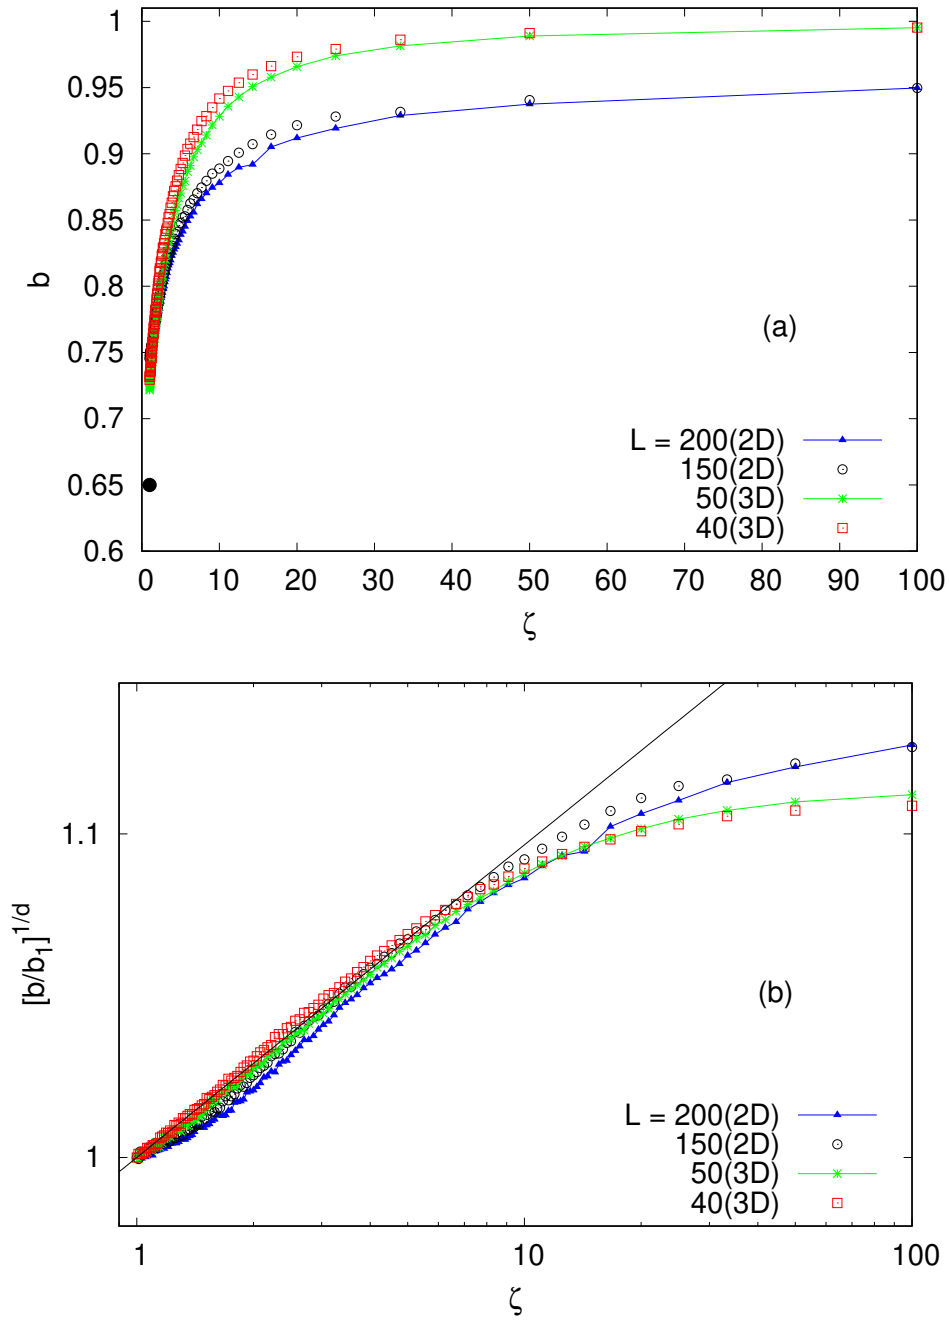 1
0.95
0.9
0.85
0.8
0.75
0.7
0.65
0.6
b
(a)
L = 200(2D)
150(2D)
50(3D)
40(3D)
0 10 20 30 40 50 60 70 80 90 100
ζ
1.1
1
[b/b₁]^{1/d}
(b)
L = 200(2D)
150(2D)
50(3D)
40(3D)
1 10 100
ζ